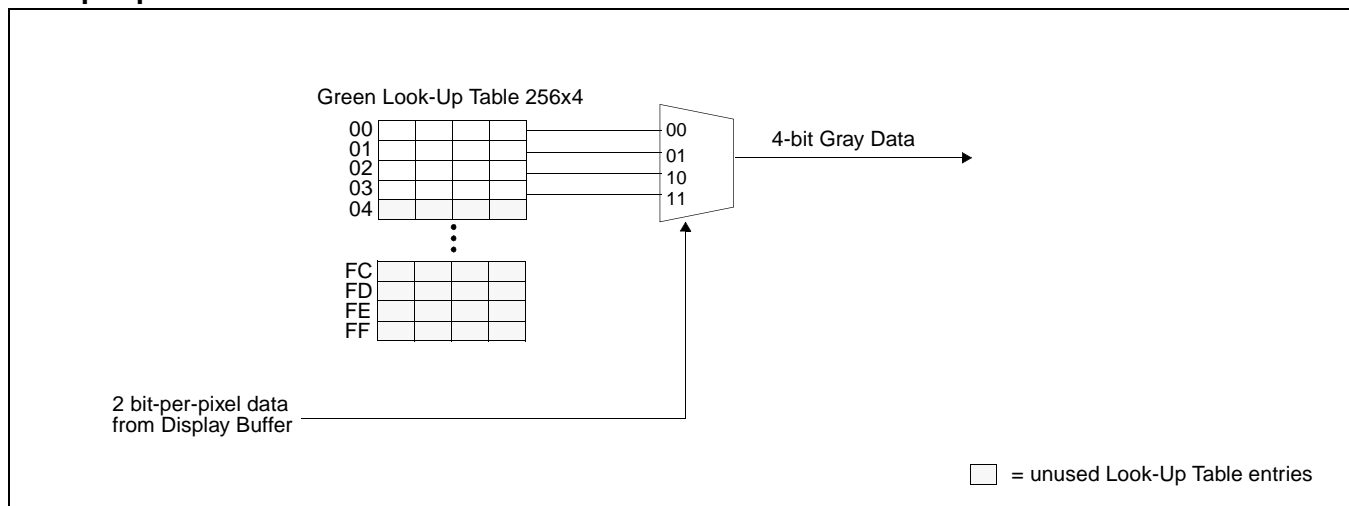 Green Look-Up Table 256x4
00
01
02
03
04
FC
FD
FE
FF
00
01
10
11
4-bit Gray Data
2 bit-per-pixel data
from Display Buffer
= unused Look-Up Table entries